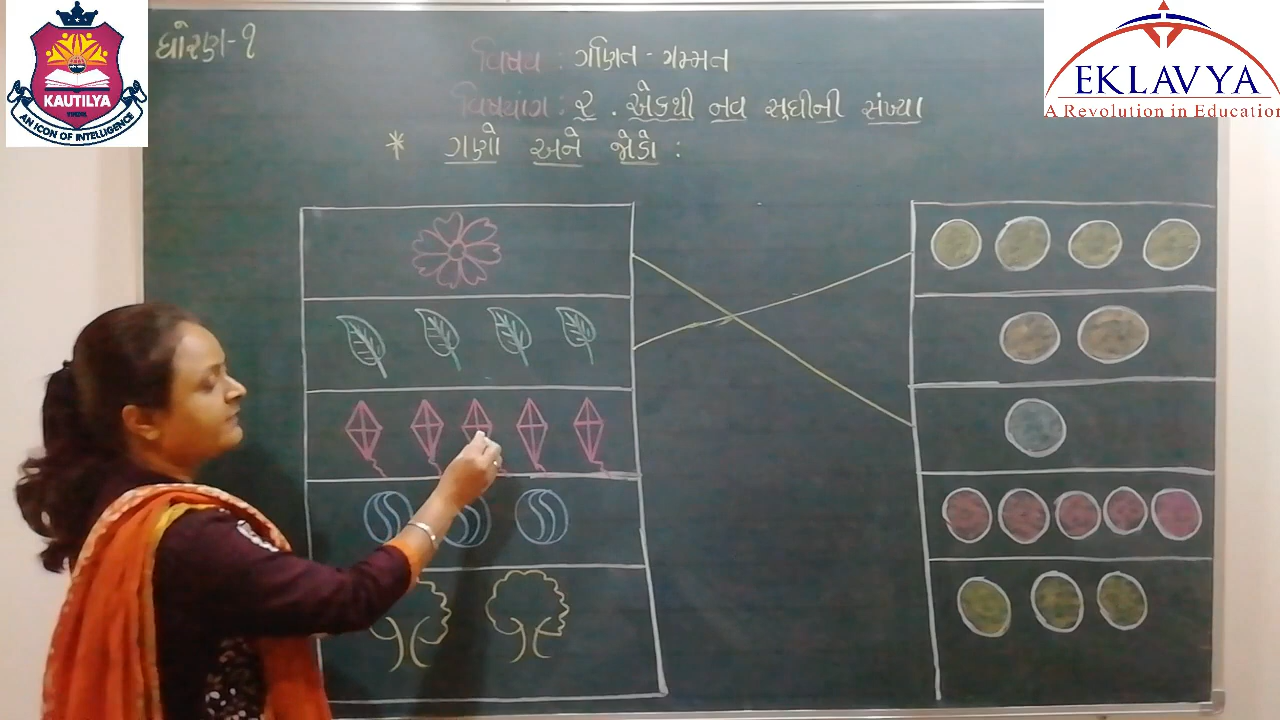 KAUTILYA
AN ICON OF INTELLIGENCE
EKLAVYA
A Revolution in Education
ધોરણ-૧
વિષય : ગણિત-ગમ્મત
વિષયાંગ : ૨. એકથી નવ સુધીની સંખ્યા
* ગણો અને જોડો :